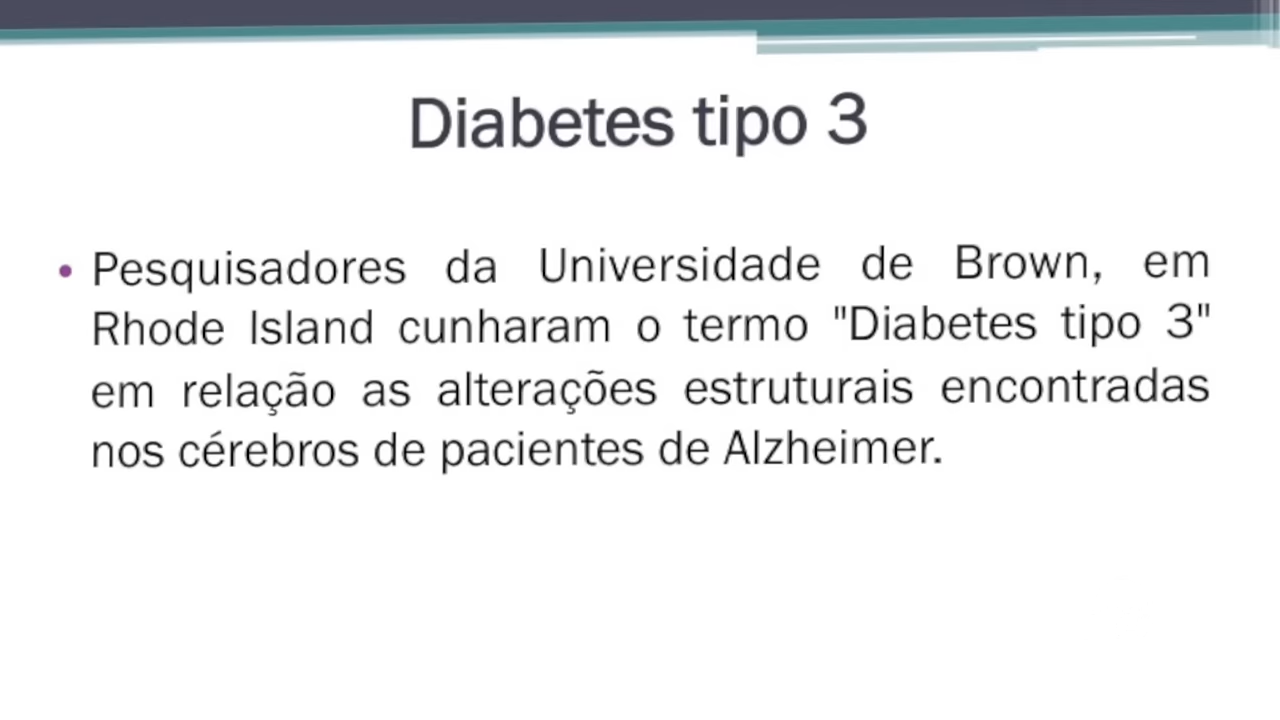 Diabetes tipo 3
• Pesquisadores da Universidade de Brown, em
Rhode Island cunharam o termo "Diabetes tipo 3"
em relação as alterações estruturais encontradas
nos cérebros de pacientes de Alzheimer.